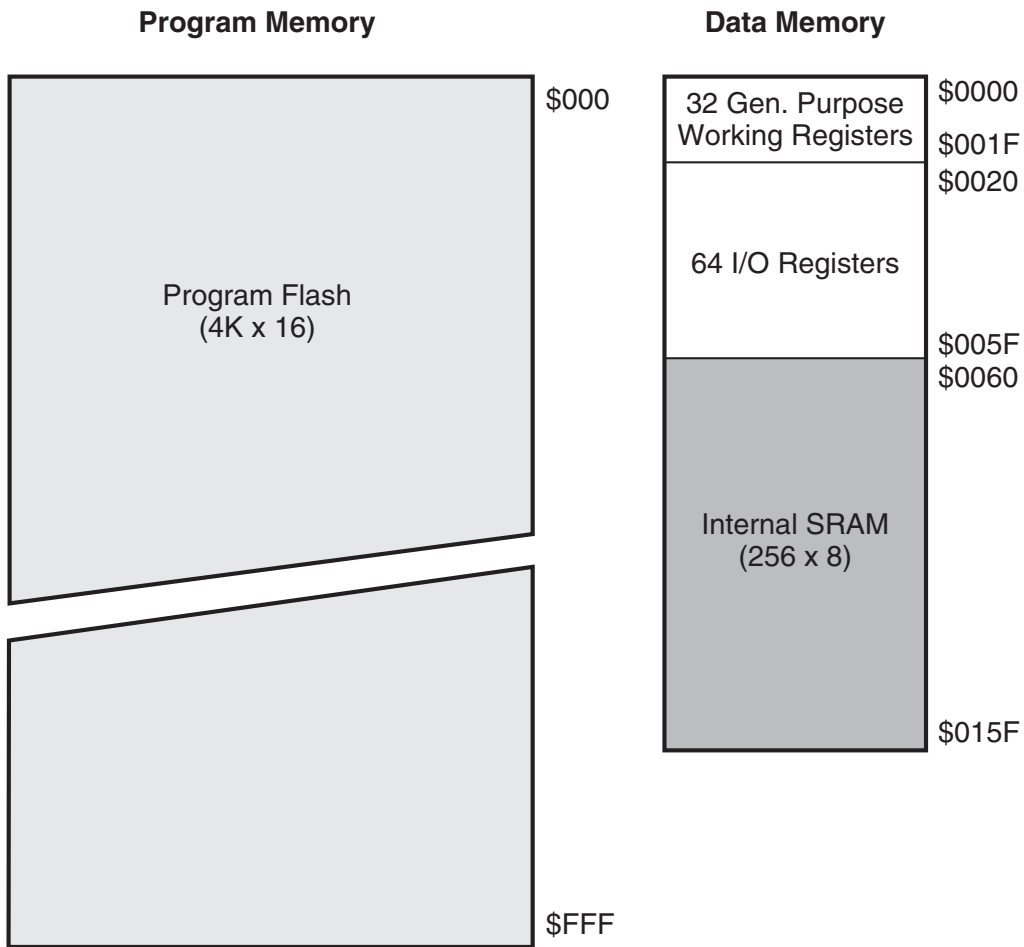 Program Memory
$000
Program Flash
(4K x 16)
$FFF
Data Memory
32 Gen. Purpose
Working Registers
$0000
$001F
$0020
64 I/O Registers
$005F
$0060
Internal SRAM
(256 x 8)
$015F